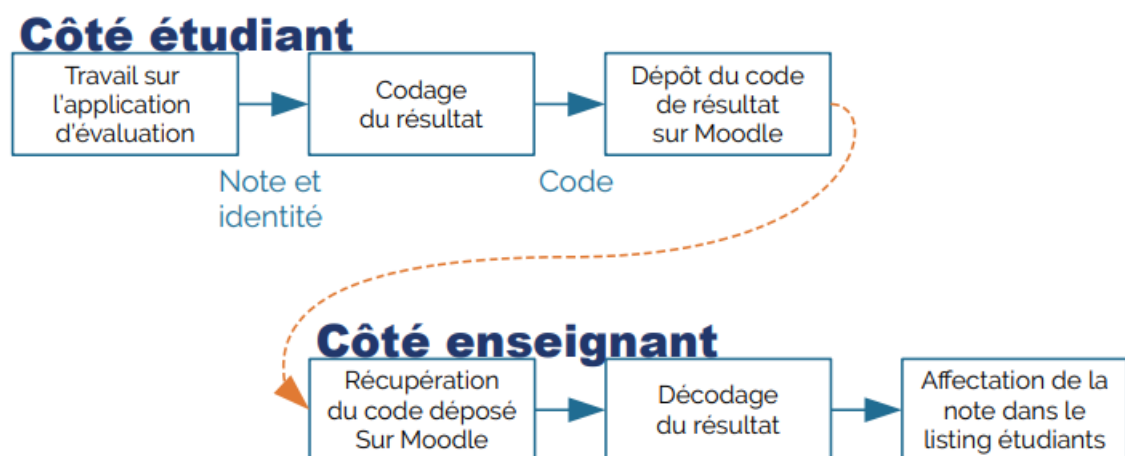 Côté étudiant
Travail sur
l'application
d'évaluation
Codage
du résultat
Dépôt du code
de résultat
sur Moodle
Note et
identité
Code
Côté enseignant
Récupération
du code déposé
Sur Moodle
Décodage
du résultat
Affectation de la
note dans le
listing étudiants